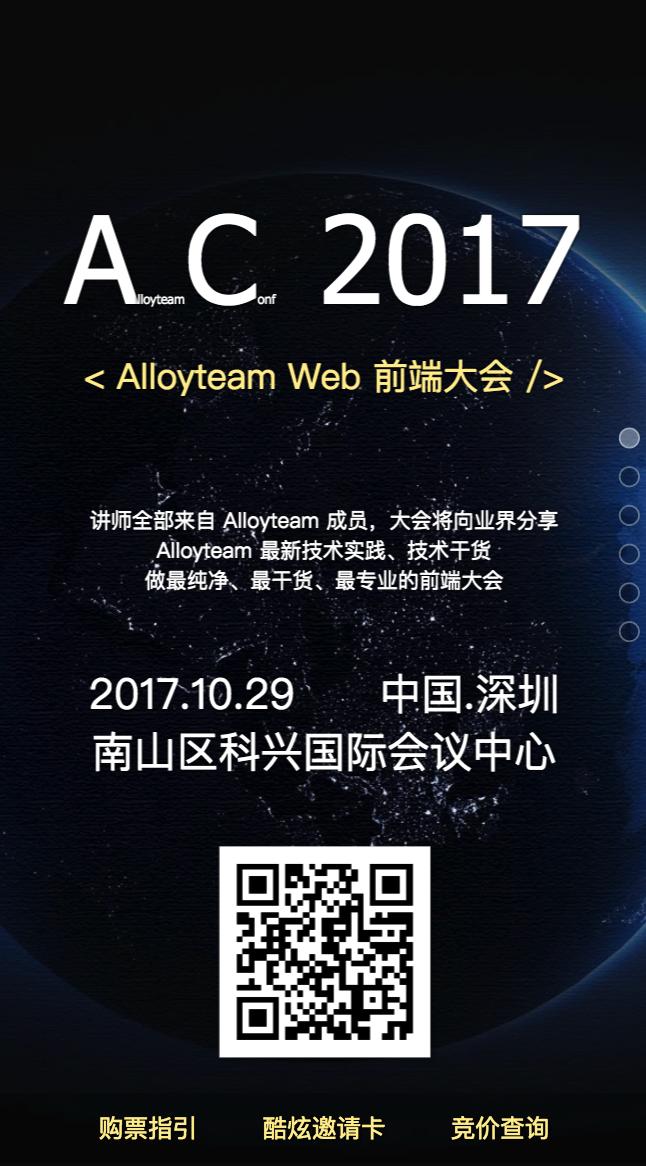 Alloyteam Conf 2017
< Alloyteam Web 前端大会 />
讲师全部来自 Alloyteam 成员，大会将向业界分享
Alloyteam 最新技术实践、技术干货
做最纯净、最干货、最专业的前端大会
2017.10.29 中国.深圳
南山区科兴国际会议中心
购票指引 酷炫邀请卡 竞价查询